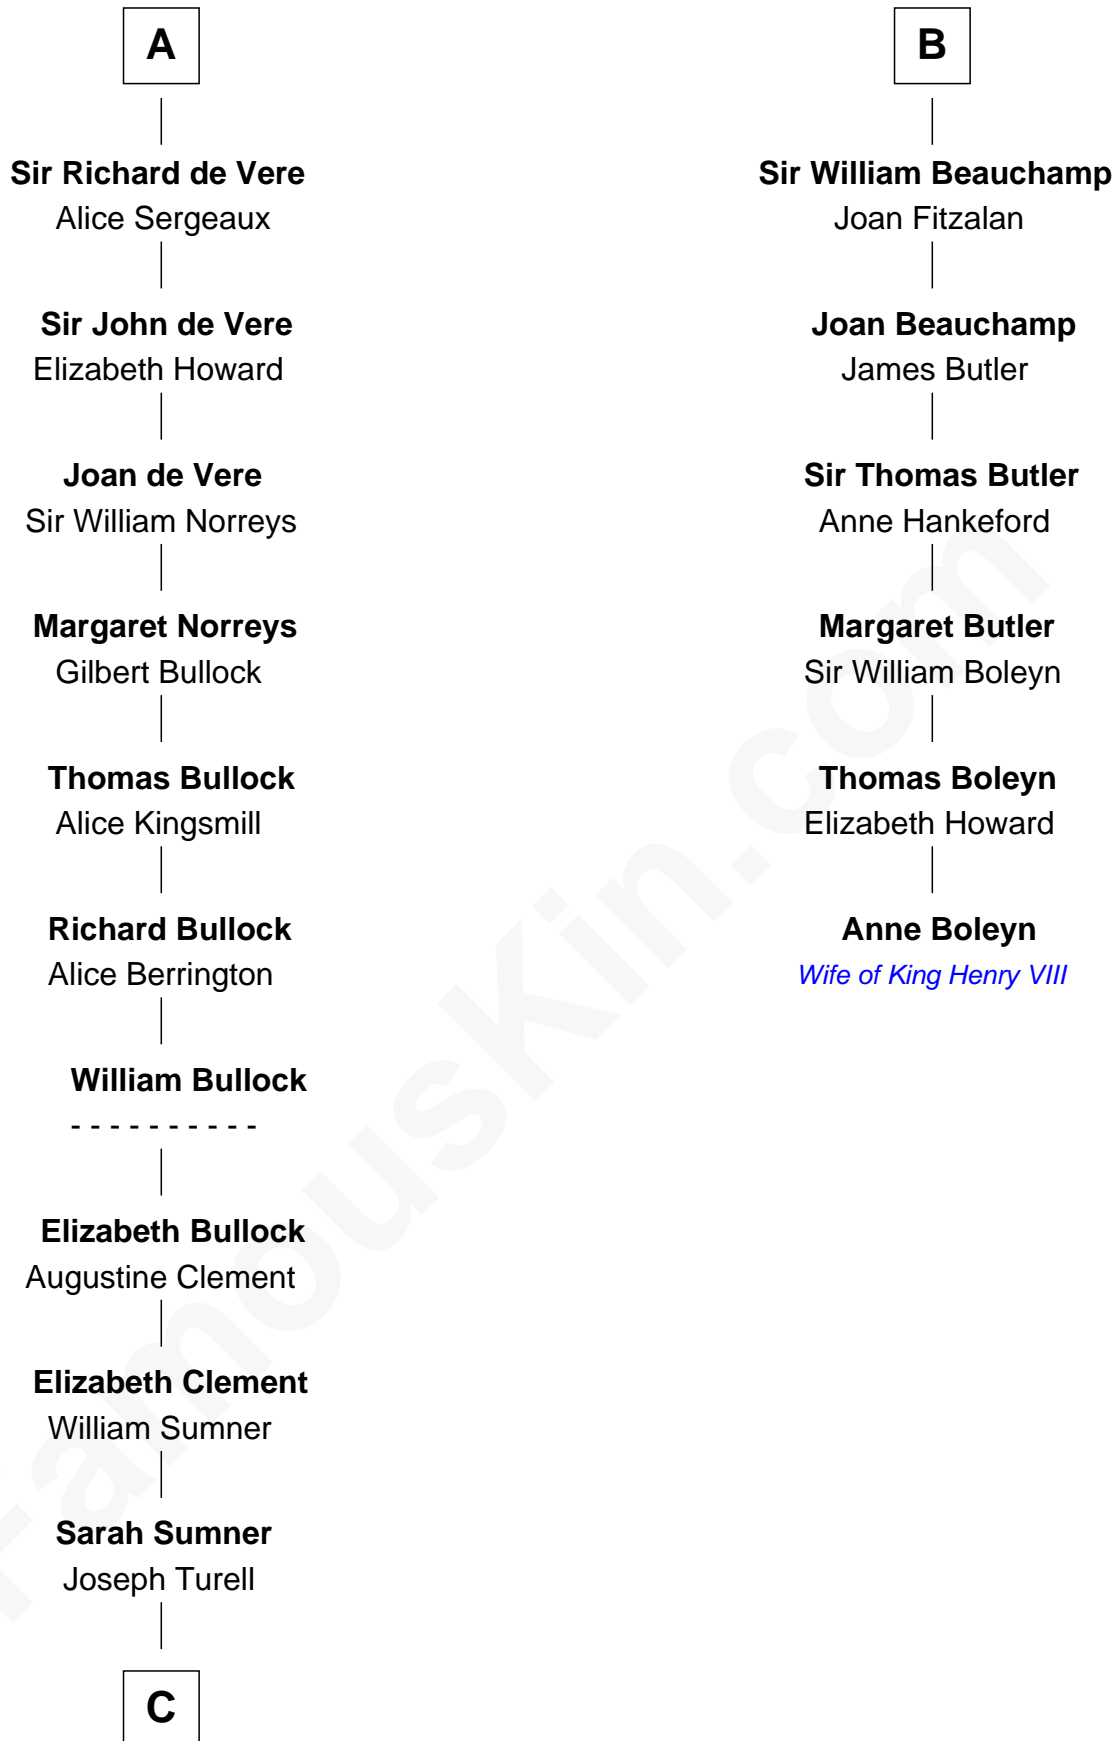 A
Sir Richard de Vere
Alice Sergeaux
Sir John de Vere
Elizabeth Howard
Joan de Vere
Sir William Norreys
Margaret Norreys
Gilbert Bullock
Thomas Bullock
Alice Kingsmill
Richard Bullock
Alice Berrington
William Bullock
- - - - - - - - - -
Elizabeth Bullock
Augustine Clement
Elizabeth Clement
William Sumner
Sarah Sumner
Joseph Turell
C
B
Sir William Beauchamp
Joan Fitzalan
Joan Beauchamp
James Butler
Sir Thomas Butler
Anne Hankeford
Margaret Butler
Sir William Boleyn
Thomas Boleyn
Elizabeth Howard
Anne Boleyn
Wife of King Henry VIII
FamousKin.com